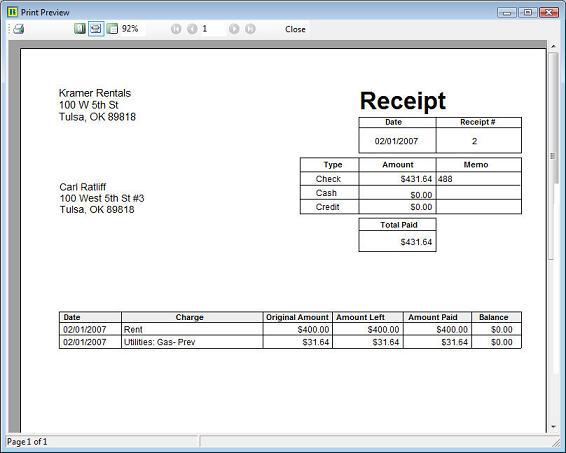 Print Preview
92%
1
Close
Kramer Rentals
100 W 5th St
Tulsa, OK 89818
Receipt
Date Receipt #
02/01/2007 2
Type Amount Memo
Check $431.64 488
Cash $0.00
Credit $0.00
Carl Ratliff
100 West 5th St #3
Tulsa, OK 89818
Total Paid
$431.64
Date Charge Original Amount Amount Left Amount Paid Balance
02/01/2007 Rent $400.00 $400.00 $400.00 $0.00
02/01/2007 Utilities: Gas- Prev $31.64 $31.64 $31.64 $0.00
Page 1 of 1